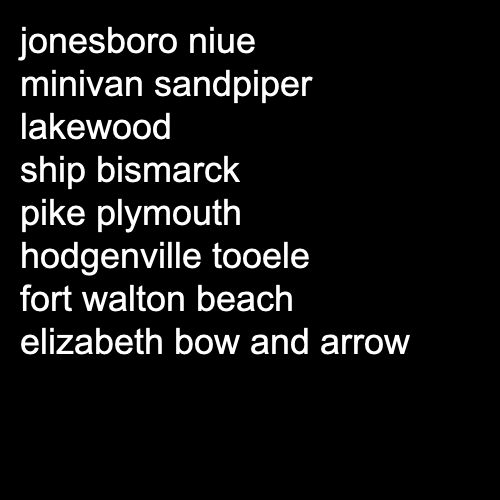 jonesboro niue
minivan sandpiper
lakewood
ship bismarck
pike plymouth
hodgenville tooele
fort walton beach
elizabeth bow and arrow